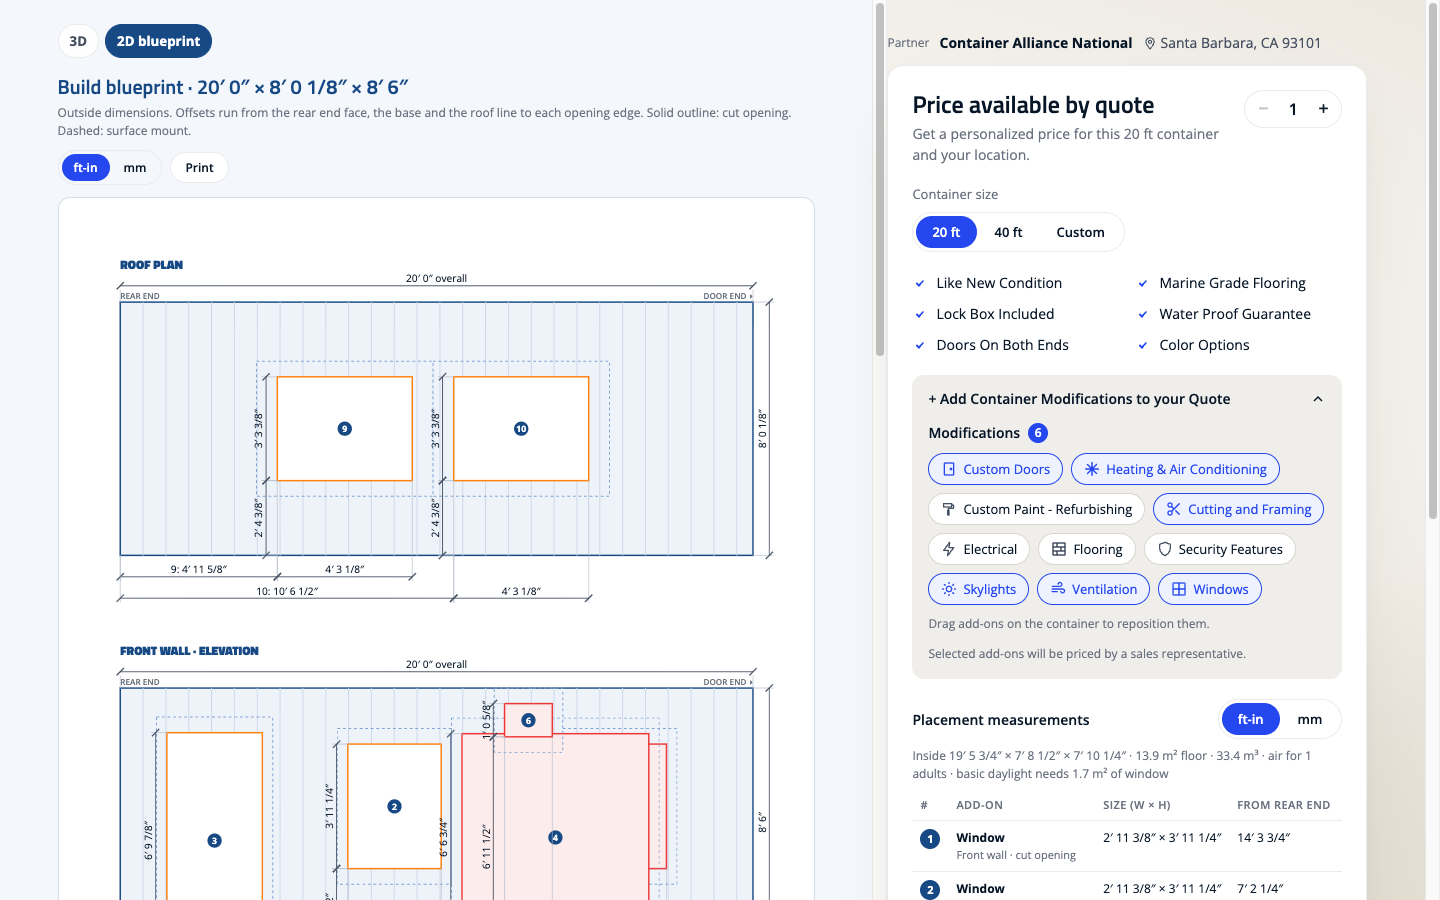 3D
2D blueprint
Build blueprint · 20′ 0″ × 8′ 0 1/8″ × 8′ 6″
Outside dimensions. Offsets run from the rear end face, the base and the roof line to each opening edge. Solid outline: cut opening.
Dashed: surface mount.
ft-in
mm
Print
ROOF PLAN
20′ 0″ overall
REAR END
DOOR END
3′ 3 3/8″
9
3′ 3 3/8″
10
8′ 0 1/8″
2′ 4 3/8″
2′ 4 3/8″
9: 4′ 11 5/8″
4′ 3 1/8″
10: 10′ 6 1/2″
4′ 3 1/8″
FRONT WALL · ELEVATION
20′ 0″ overall
REAR END
DOOR END
1′ 0 5/8″
6
3′ 11 1/4″
2
6′ 9 7/8″
3
6′ 6 3/4″
6′ 11 1/2″
4
8′ 6″
Partner Container Alliance National Santa Barbara, CA 93101
Price available by quote
− 1 +
Get a personalized price for this 20 ft container
and your location.
Container size
20 ft
40 ft
Custom
Like New Condition
Marine Grade Flooring
Lock Box Included
Water Proof Guarantee
Doors On Both Ends
Color Options
+ Add Container Modifications to your Quote
Modifications 6
Custom Doors
Heating & Air Conditioning
Custom Paint - Refurbishing
Cutting and Framing
Electrical
Flooring
Security Features
Skylights
Ventilation
Windows
Drag add-ons on the container to reposition them.
Selected add-ons will be priced by a sales representative.
Placement measurements
ft-in
mm
Inside 19′ 5 3/4″ × 7′ 8 1/2″ × 7′ 10 1/4″ · 13.9 m² floor · 33.4 m³ · air for 1
adults · basic daylight needs 1.7 m² of window
# ADD-ON SIZE (W × H) FROM REAR END
1 Window 2′ 11 3/8″ × 3′ 11 1/4″ 14′ 3 3/4″
Front wall · cut opening
2 Window 2′ 11 3/8″ × 3′ 11 1/4″ 7′ 2 1/4″